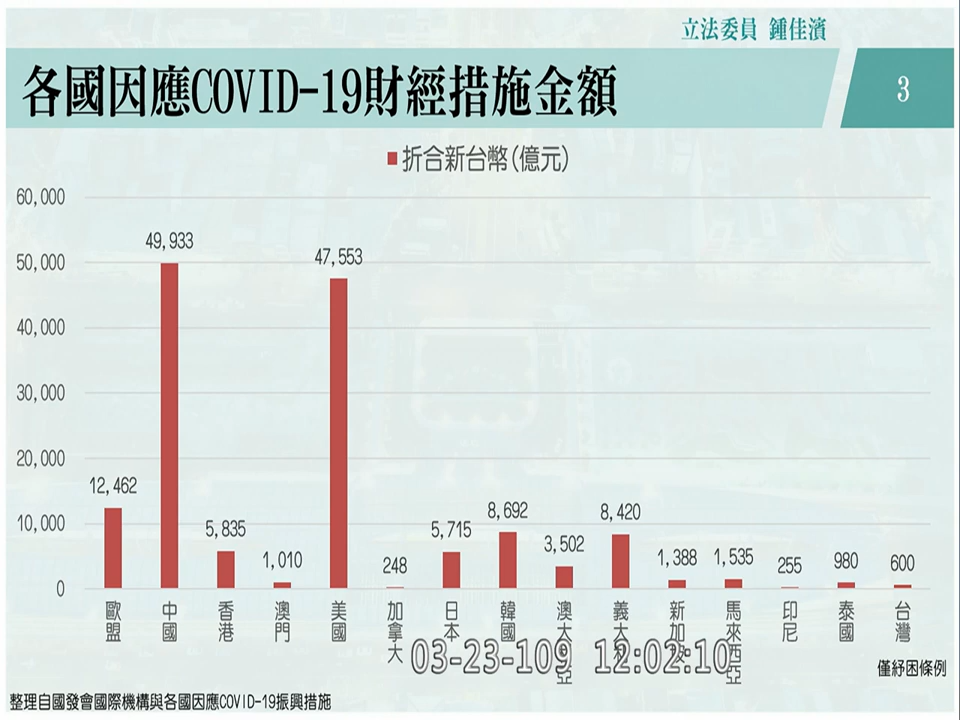 立法委員 鍾佳濱
各國因應COVID-19財經措施金額
3
折合新台幣(億元)
60,000
50,000
40,000
30,000
20,000
10,000
0
12,462
49,933
5,835
1,010
47,553
248
5,715
8,692
3,502
8,420
1,388
1,535
255
980
600
歐盟
中國
香港
澳門
美國
加拿大
日本
韓國
澳大利亞
義大利
新加坡
馬來西亞
印尼
泰國
台灣
03-23-109 12:02:10
僅紓困條例
整理自國發會國際機構與各國因應COVID-19振興措施